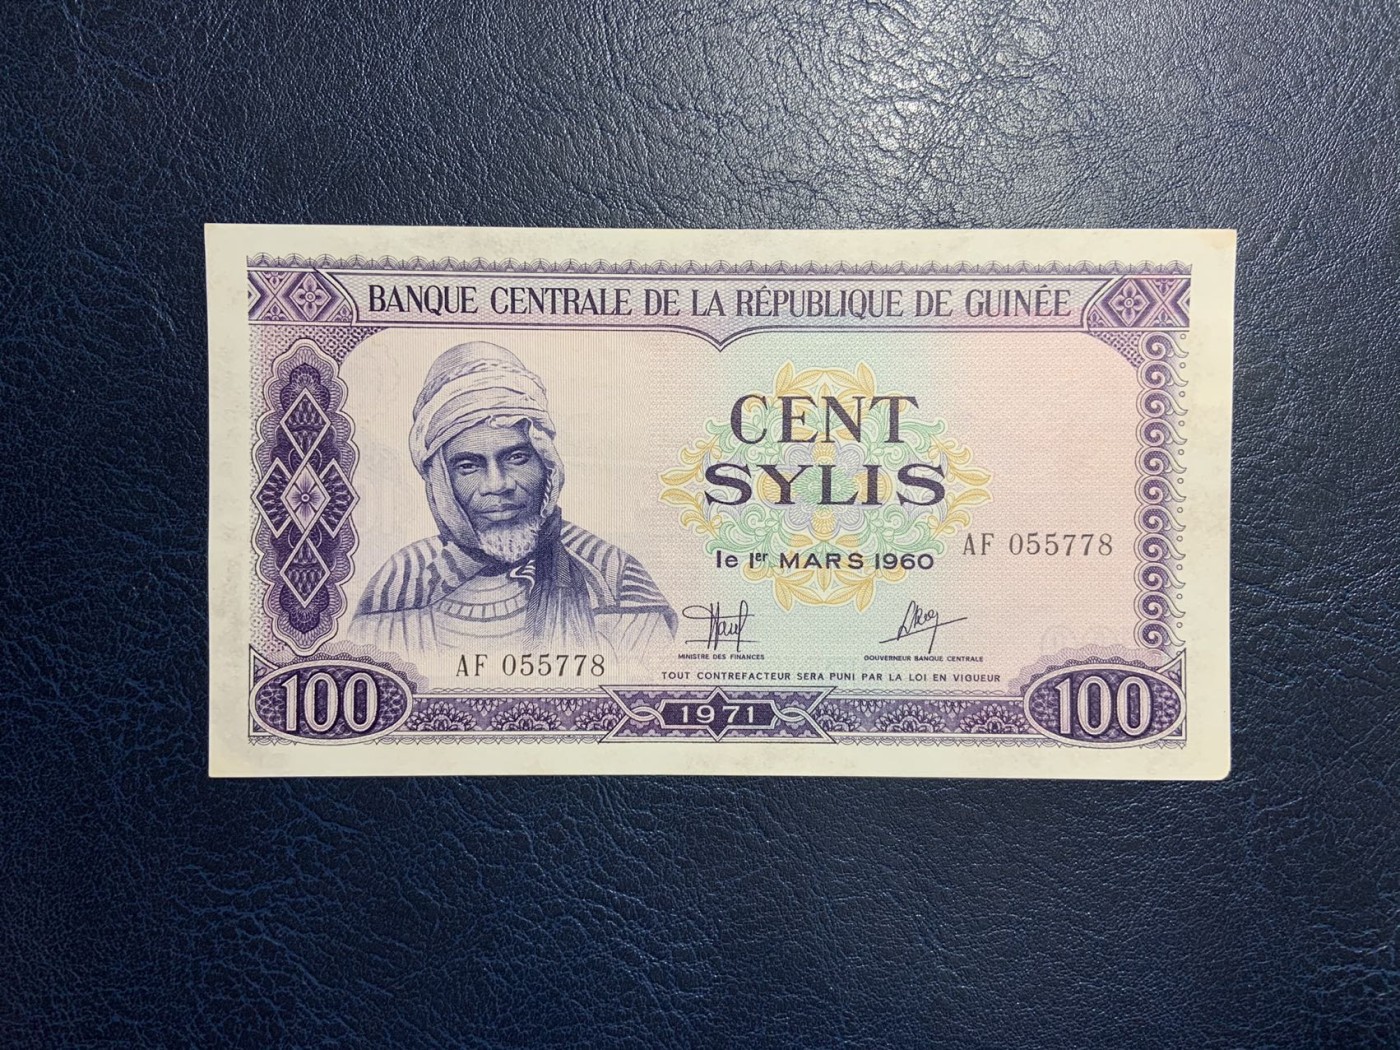 BANQUE CENTRALE DE LA RÉPUBLIQUE DE GUINÉE
CENT
SYLIS
le 1er MARS 1960
AF 055778
MINISTRE DES FINANCES
GOUVERNEUR BANQUE CENTRALE
AF 055778
TOUT CONTREFACTEUR SERA PUNI PAR LA LOI EN VIGUEUR
100
1971
100